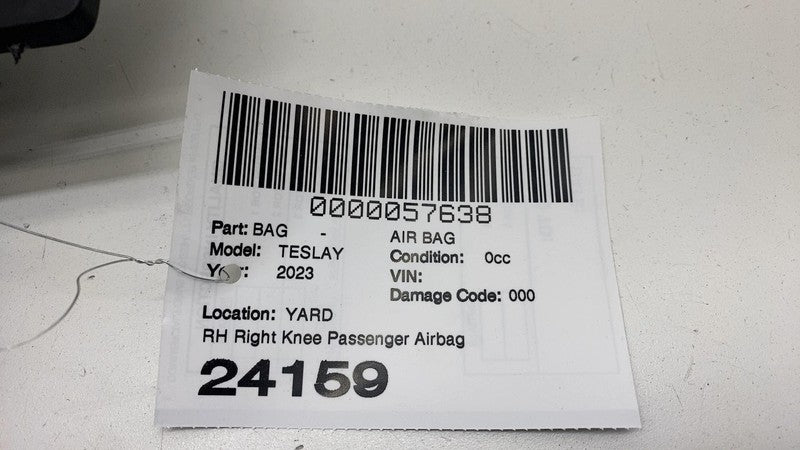 0000057638
Part: BAG - AIR BAG
Model: TESLAY Condition: 0cc
Year: 2023 VIN:
Damage Code: 000
Location: YARD
RH Right Knee Passenger Airbag
24159